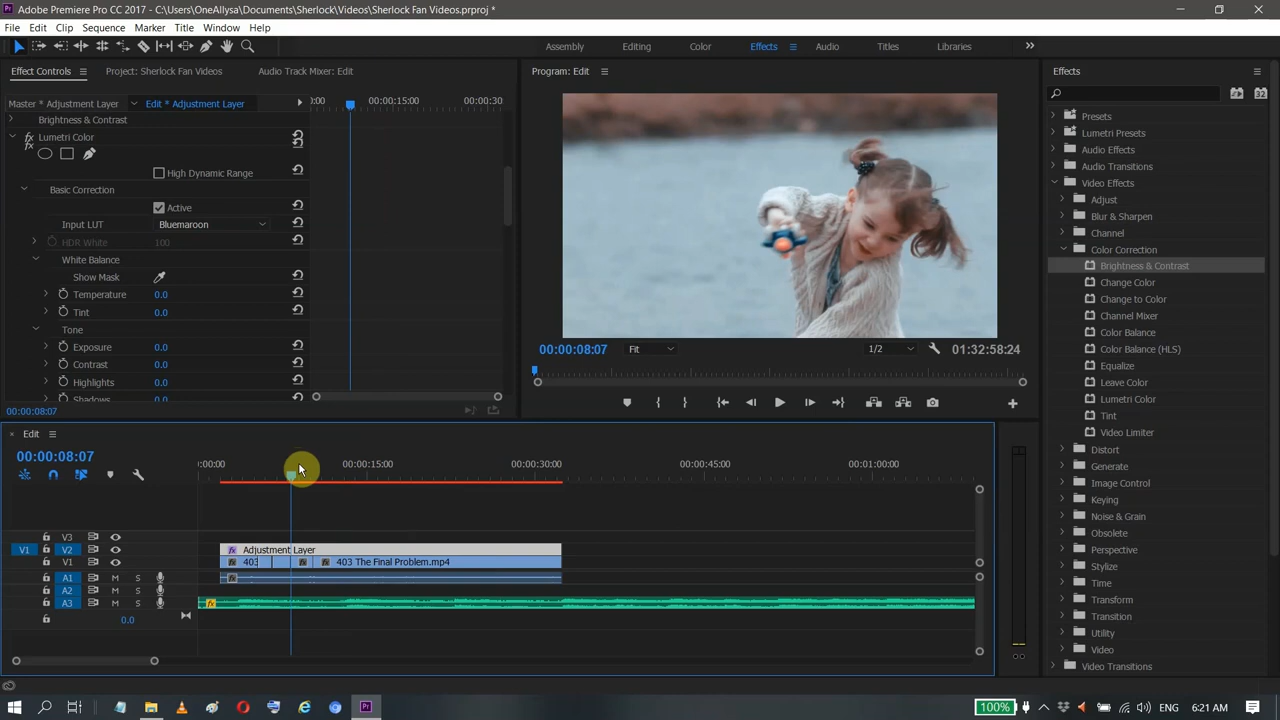 Adobe Premiere Pro CC 2017 - C:\Users\OneAllysa\Documents\Sherlock\Videos\Sherlock Fan Videos.prproj *
File Edit Clip Sequence Marker Title Window Help
Assembly Editing Color Effects Audio Titles Libraries
Effect Controls Project: Sherlock Fan Videos Audio Track Mixer: Edit
Program: Edit
Effects
Master * Adjustment Layer Edit * Adjustment Layer
:00 00:00:15:00 00:00:30
Brightness & Contrast
fx Lumetri Color
High Dynamic Range
Basic Correction
Active
Input LUT Bluemaroon
HDR White 100
White Balance
Show Mask
Temperature 0.0
Tint 0.0
Tone
Exposure 0.0
Contrast 0.0
Highlights 0.0
Shadows 0.0
00:00:08:07
00:00:08:07 Fit 1/2 01:32:58:24
Presets
Lumetri Presets
Audio Effects
Audio Transitions
Video Effects
Adjust
Blur & Sharpen
Channel
Color Correction
Brightness & Contrast
Change Color
Change to Color
Channel Mixer
Color Balance
Color Balance (HLS)
Equalize
Leave Color
Lumetri Color
Tint
Video Limiter
Distort
Generate
Image Control
Keying
Noise & Grain
Obsolete
Perspective
Stylize
Time
Transform
Transition
Utility
Video
Video Transitions
Edit
00:00:08:07
:00:00 00:00:15:00 00:00:30:00 00:00:45:00 00:01:00:00
V3
V1 V2 fx Adjustment Layer
V1 403 403 The Final Problem.mp4
A1 M S
A2 M S
A3 M S
0.0
100% ENG 6:21 AM